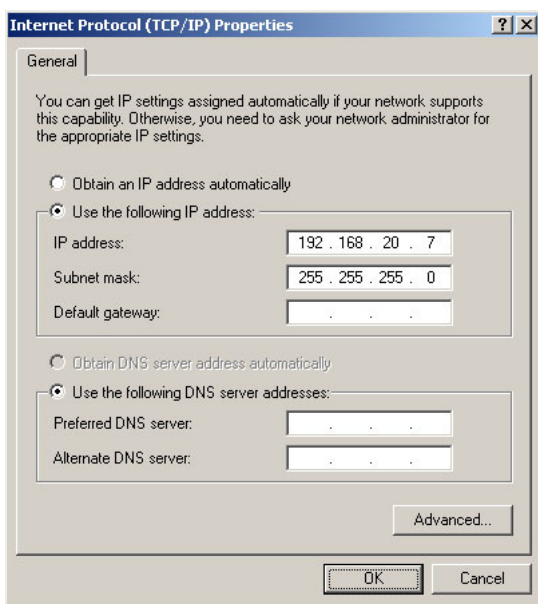 Internet Protocol (TCP/IP) Properties
General
You can get IP settings assigned automatically if your network supports
this capability. Otherwise, you need to ask your network administrator for
the appropriate IP settings.
Obtain an IP address automatically
Use the following IP address:
IP address: 192 . 168 . 20 . 7
Subnet mask: 255 . 255 . 255 . 0
Default gateway: . . .
Obtain DNS server address automatically
Use the following DNS server addresses:
Preferred DNS server: . . .
Alternate DNS server: . . .
Advanced...
OK Cancel